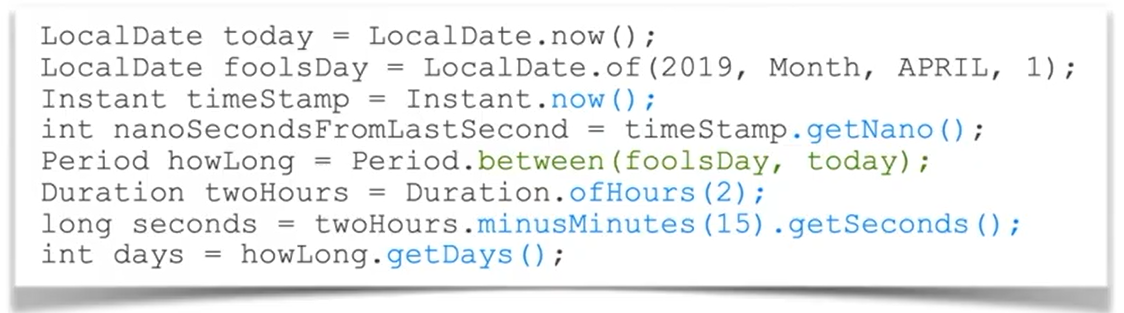 LocalDate today = LocalDate.now();
LocalDate foolsDay = LocalDate.of(2019, Month, APRIL, 1);
Instant timeStamp = Instant.now();
int nanoSecondsFromLastSecond = timeStamp.getNano();
Period howLong = Period.between(foolsDay, today);
Duration twoHours = Duration.ofHours(2);
long seconds = twoHours.minusMinutes(15).getSeconds();
int days = howLong.getDays();